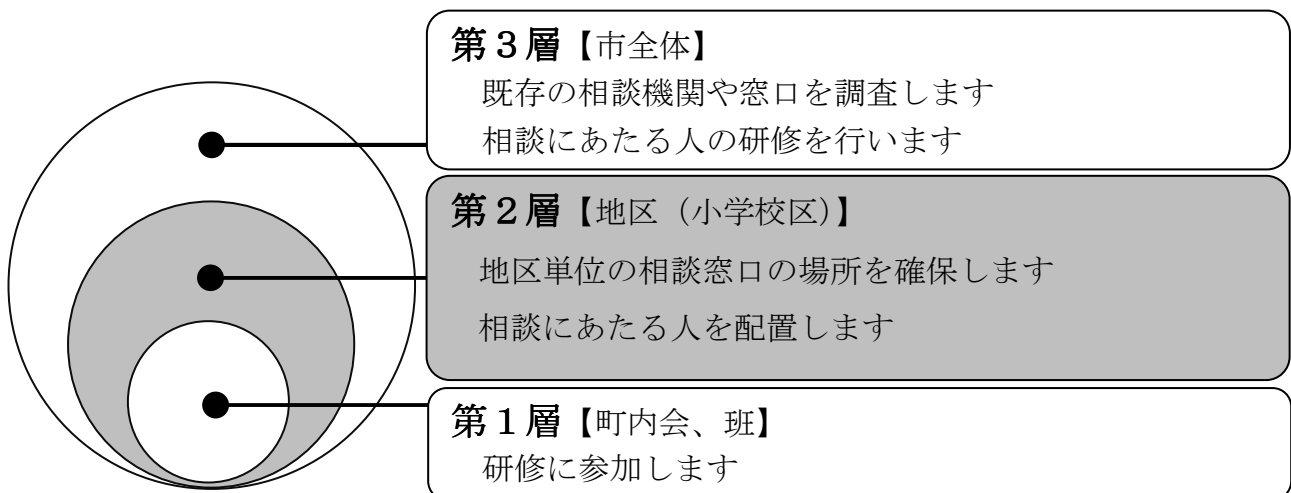 第３層【市全体】
既存の相談機関や窓口を調査します
相談にあたる人の研修を行います
第２層【地区（小学校区）】
地区単位の相談窓口の場所を確保します
相談にあたる人を配置します
第１層【町内会、班】
研修に参加します